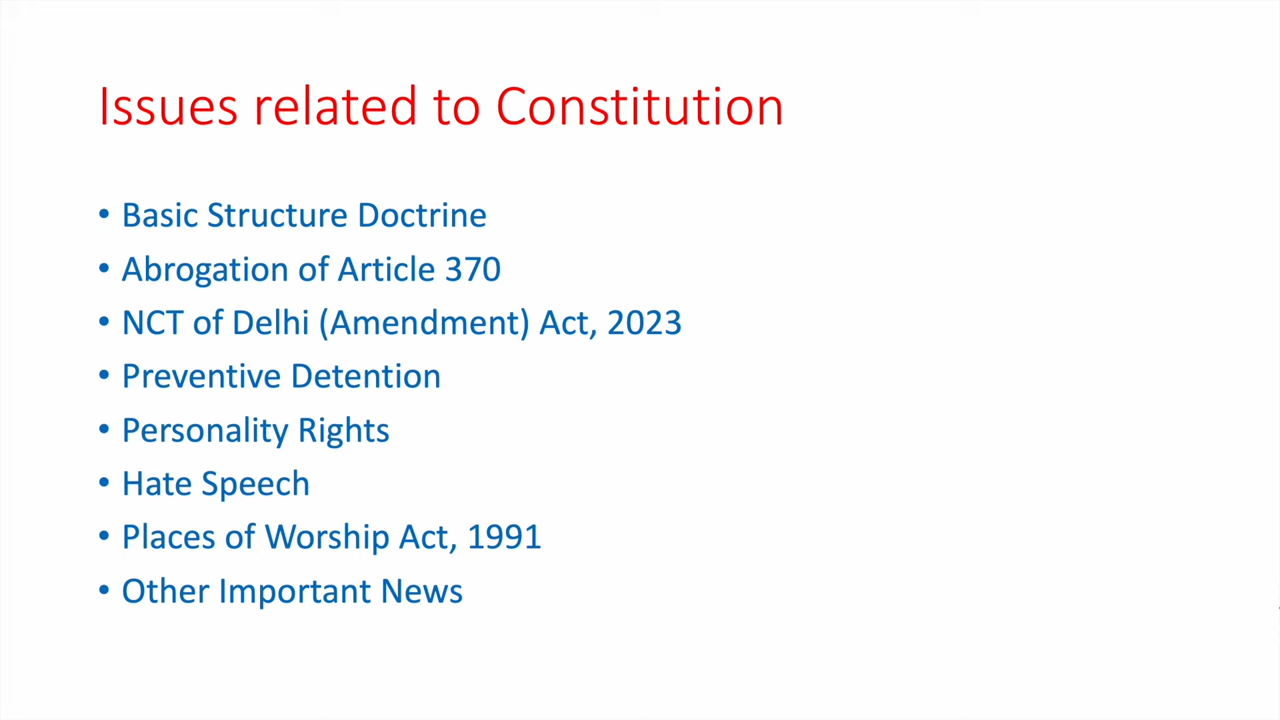 Issues related to Constitution
• Basic Structure Doctrine
• Abrogation of Article 370
• NCT of Delhi (Amendment) Act, 2023
• Preventive Detention
• Personality Rights
• Hate Speech
• Places of Worship Act, 1991
• Other Important News